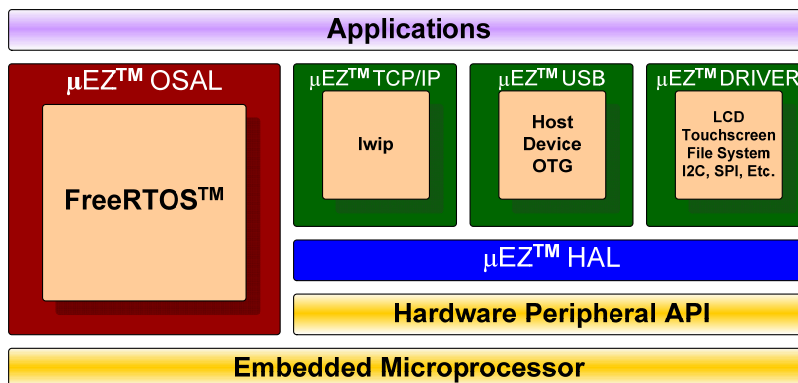 Applications
µEZ™ OSAL
FreeRTOS™
µEZ™ TCP/IP
lwip
µEZ™ USB
Host
Device
OTG
µEZ™ DRIVER
LCD
Touchscreen
File System
I2C, SPI, Etc.
µEZ™ HAL
Hardware Peripheral API
Embedded Microprocessor